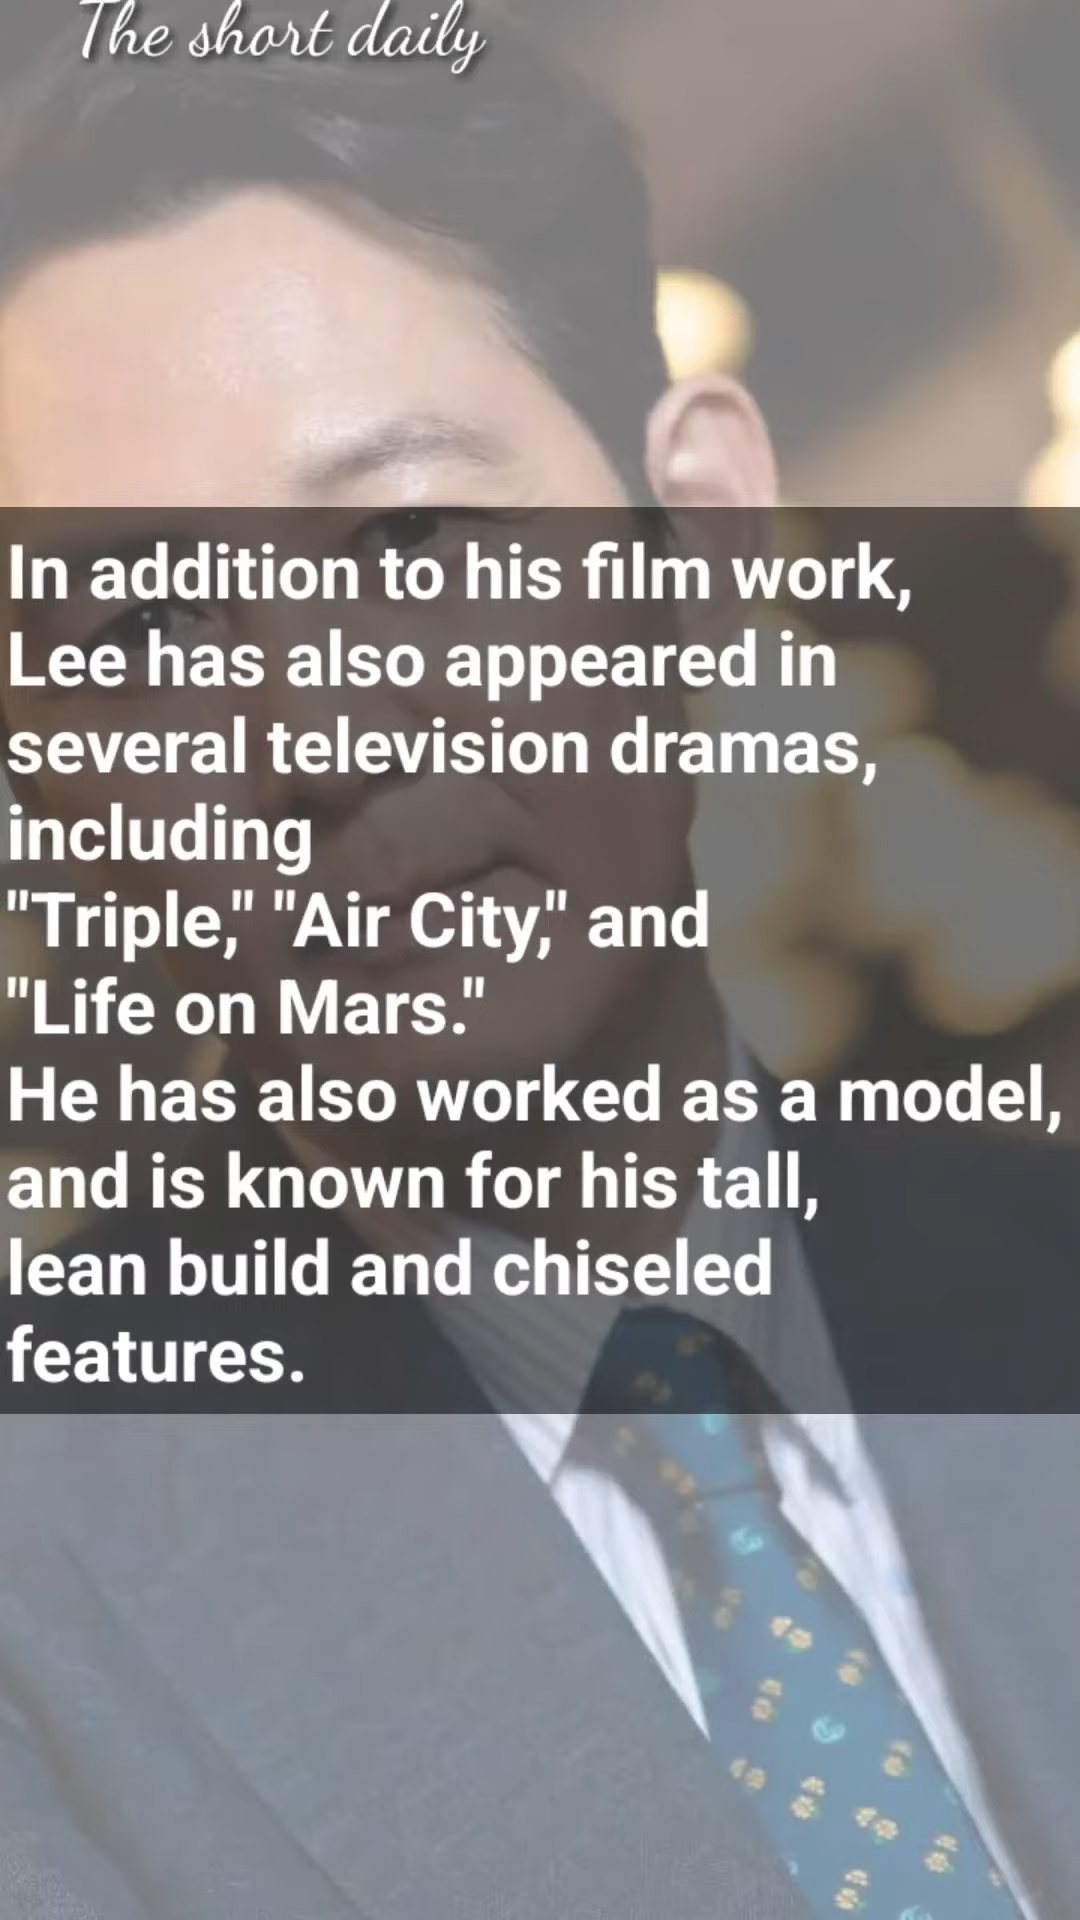 The short daily
In addition to his film work,
Lee has also appeared in
several television dramas,
including
"Triple," "Air City," and
"Life on Mars."
He has also worked as a model,
and is known for his tall,
lean build and chiseled
features.